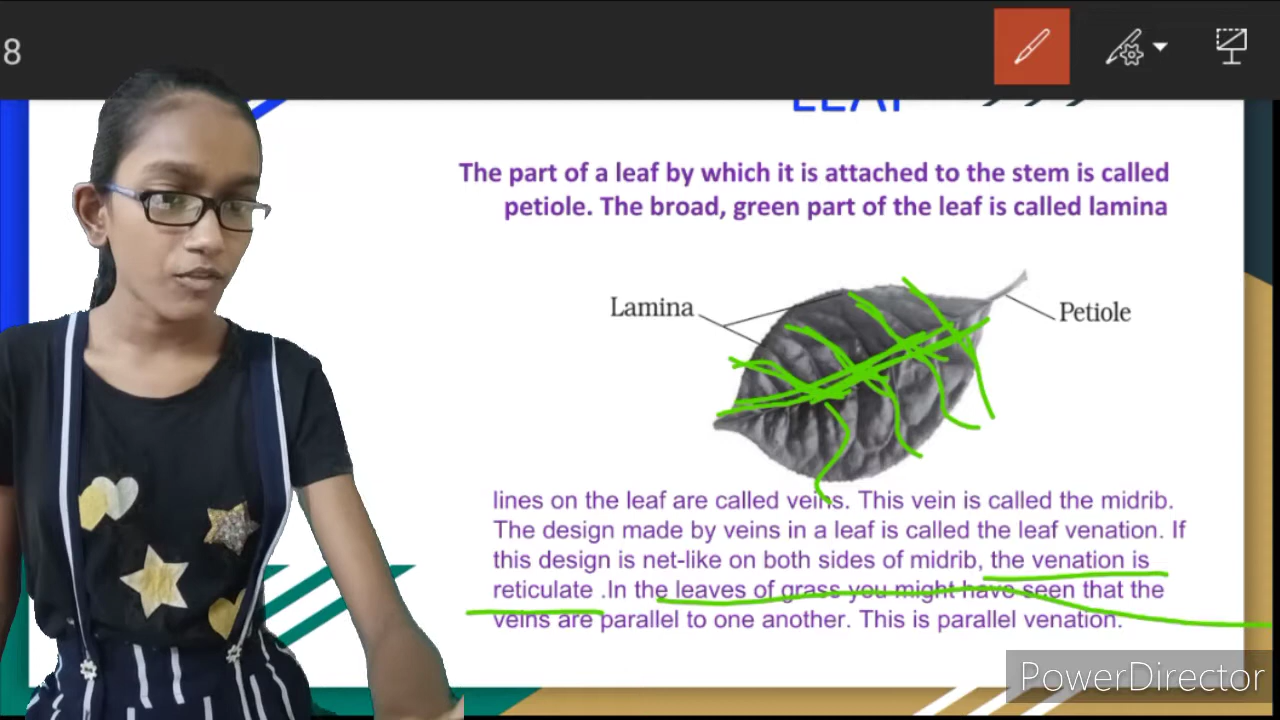 8
LEAF
The part of a leaf by which it is attached to the stem is called
petiole. The broad, green part of the leaf is called lamina
Lamina
Petiole
lines on the leaf are called veins. This vein is called the midrib.
The design made by veins in a leaf is called the leaf venation. If
this design is net-like on both sides of midrib, the venation is
reticulate .In the leaves of grass you might have seen that the
veins are parallel to one another. This is parallel venation.
PowerDirector